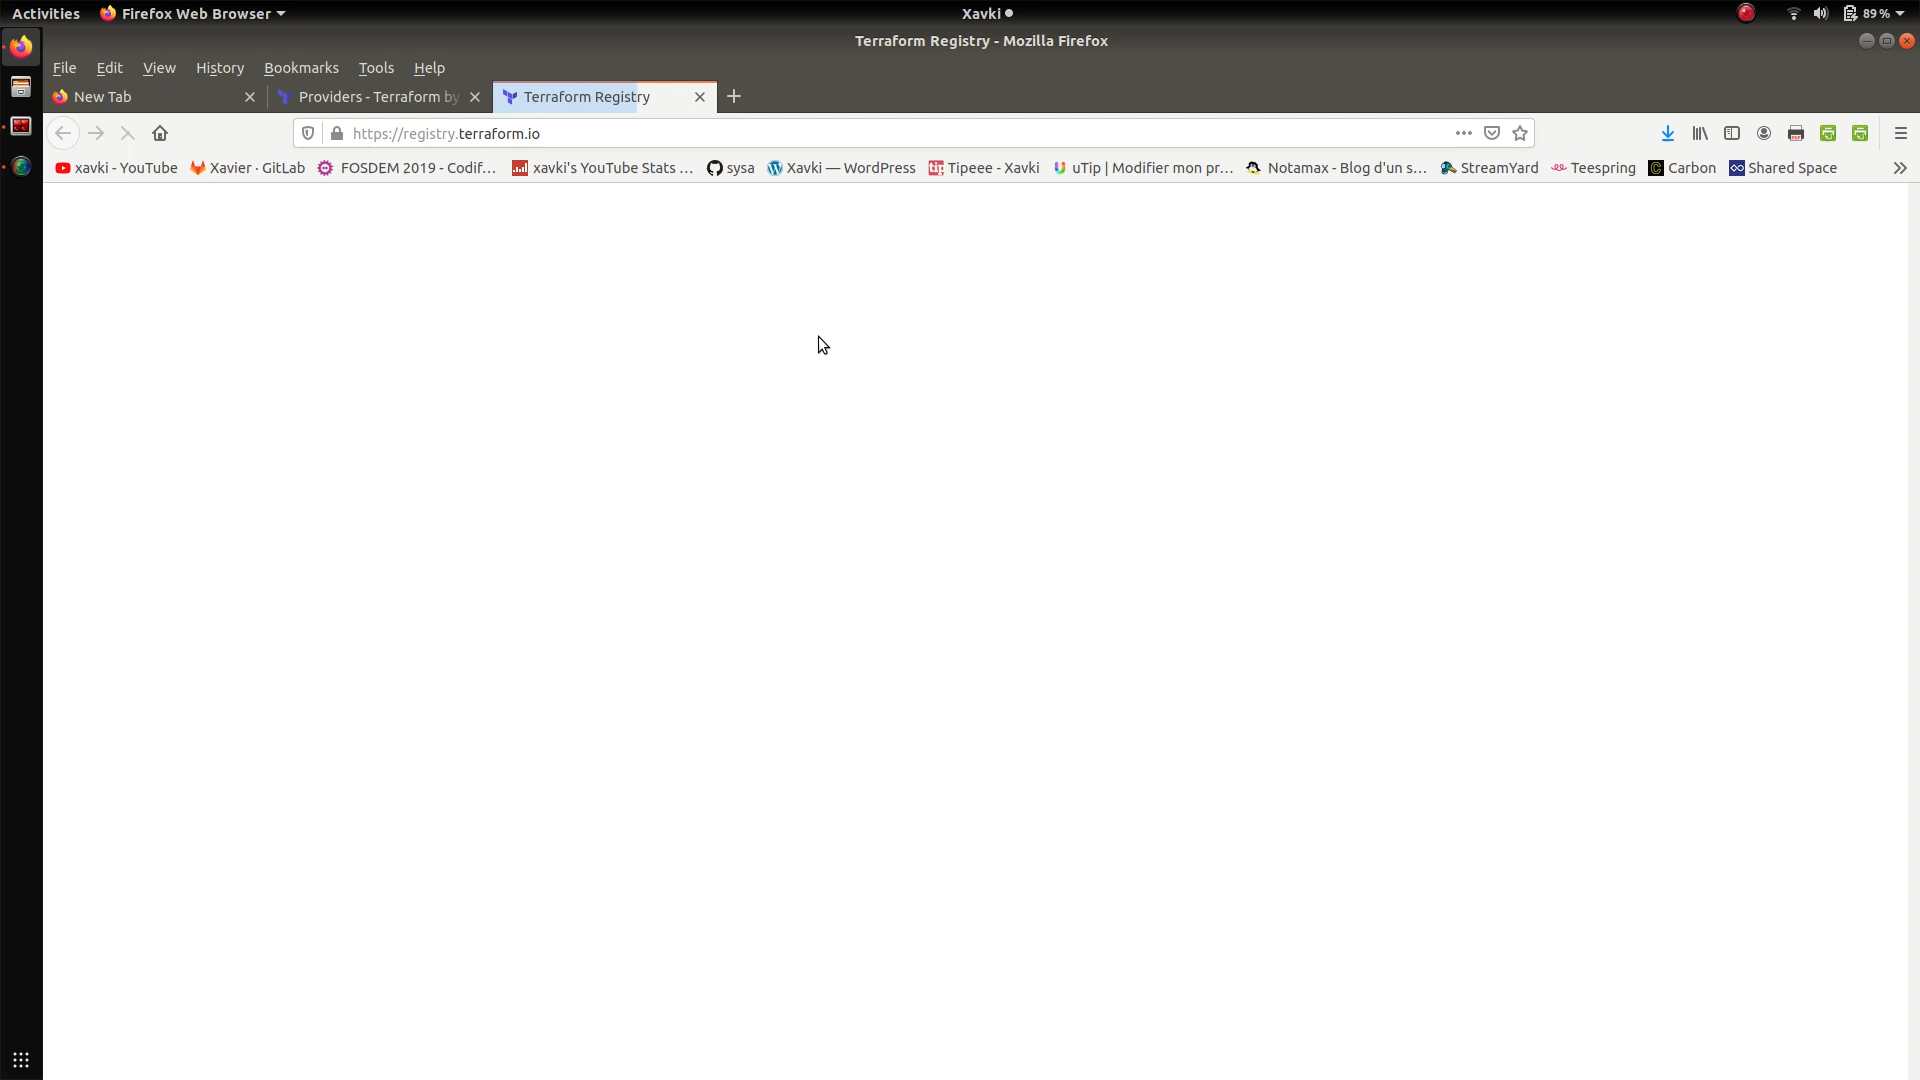 Activities Firefox Web Browser Xavki 89 %
Terraform Registry - Mozilla Firefox
File Edit View History Bookmarks Tools Help
New Tab Providers - Terraform by Terraform Registry
https://registry.terraform.io
xavki - YouTube Xavier · GitLab FOSDEM 2019 - Codif... xavki's YouTube Stats ... sysa Xavki — WordPress Tipeee - Xavki uTip | Modifier mon pr... Notamax - Blog d'un s... StreamYard Teespring Carbon Shared Space